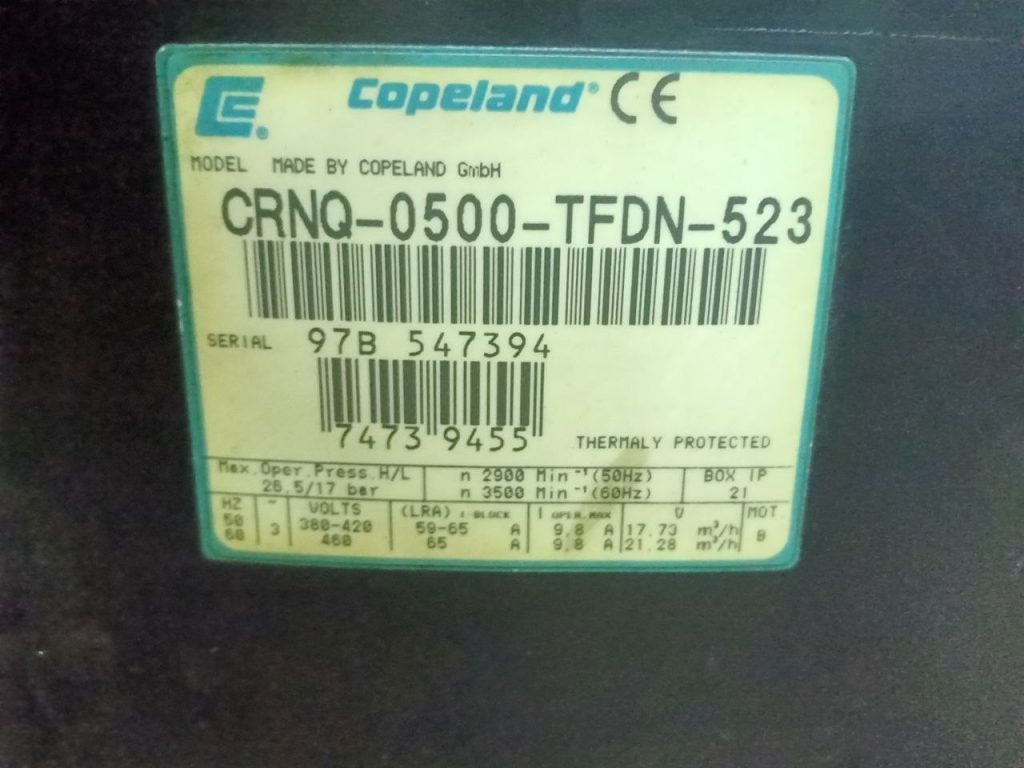 CE® Copeland® CE
MODEL MADE BY COPELAND GmbH
CRNQ-0500-TFDN-523
SERIAL 97B 547394
7473 9455
THERMALY PROTECTED
Max.Oper.Press.H/L n 2900 Min⁻¹(50Hz) BOX IP
26.5/17 bar n 3500 Min⁻¹(60Hz) 21
HZ ~ VOLTS (LRA) I-BLOCK I OPER.MAX V MOT
50 3 380-420 59-65 A 9.8 A 17.73 m³/h B
60 460 65 A 9.8 A 21.28 m³/h